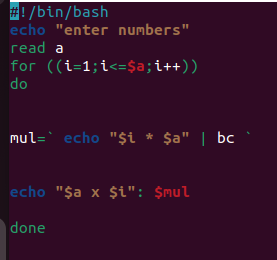 #!/bin/bash
echo "enter numbers"
read a
for ((i=1;i<=$a;i++))
do
mul=` echo "$i * $a" | bc `
echo "$a x $i": $mul
done